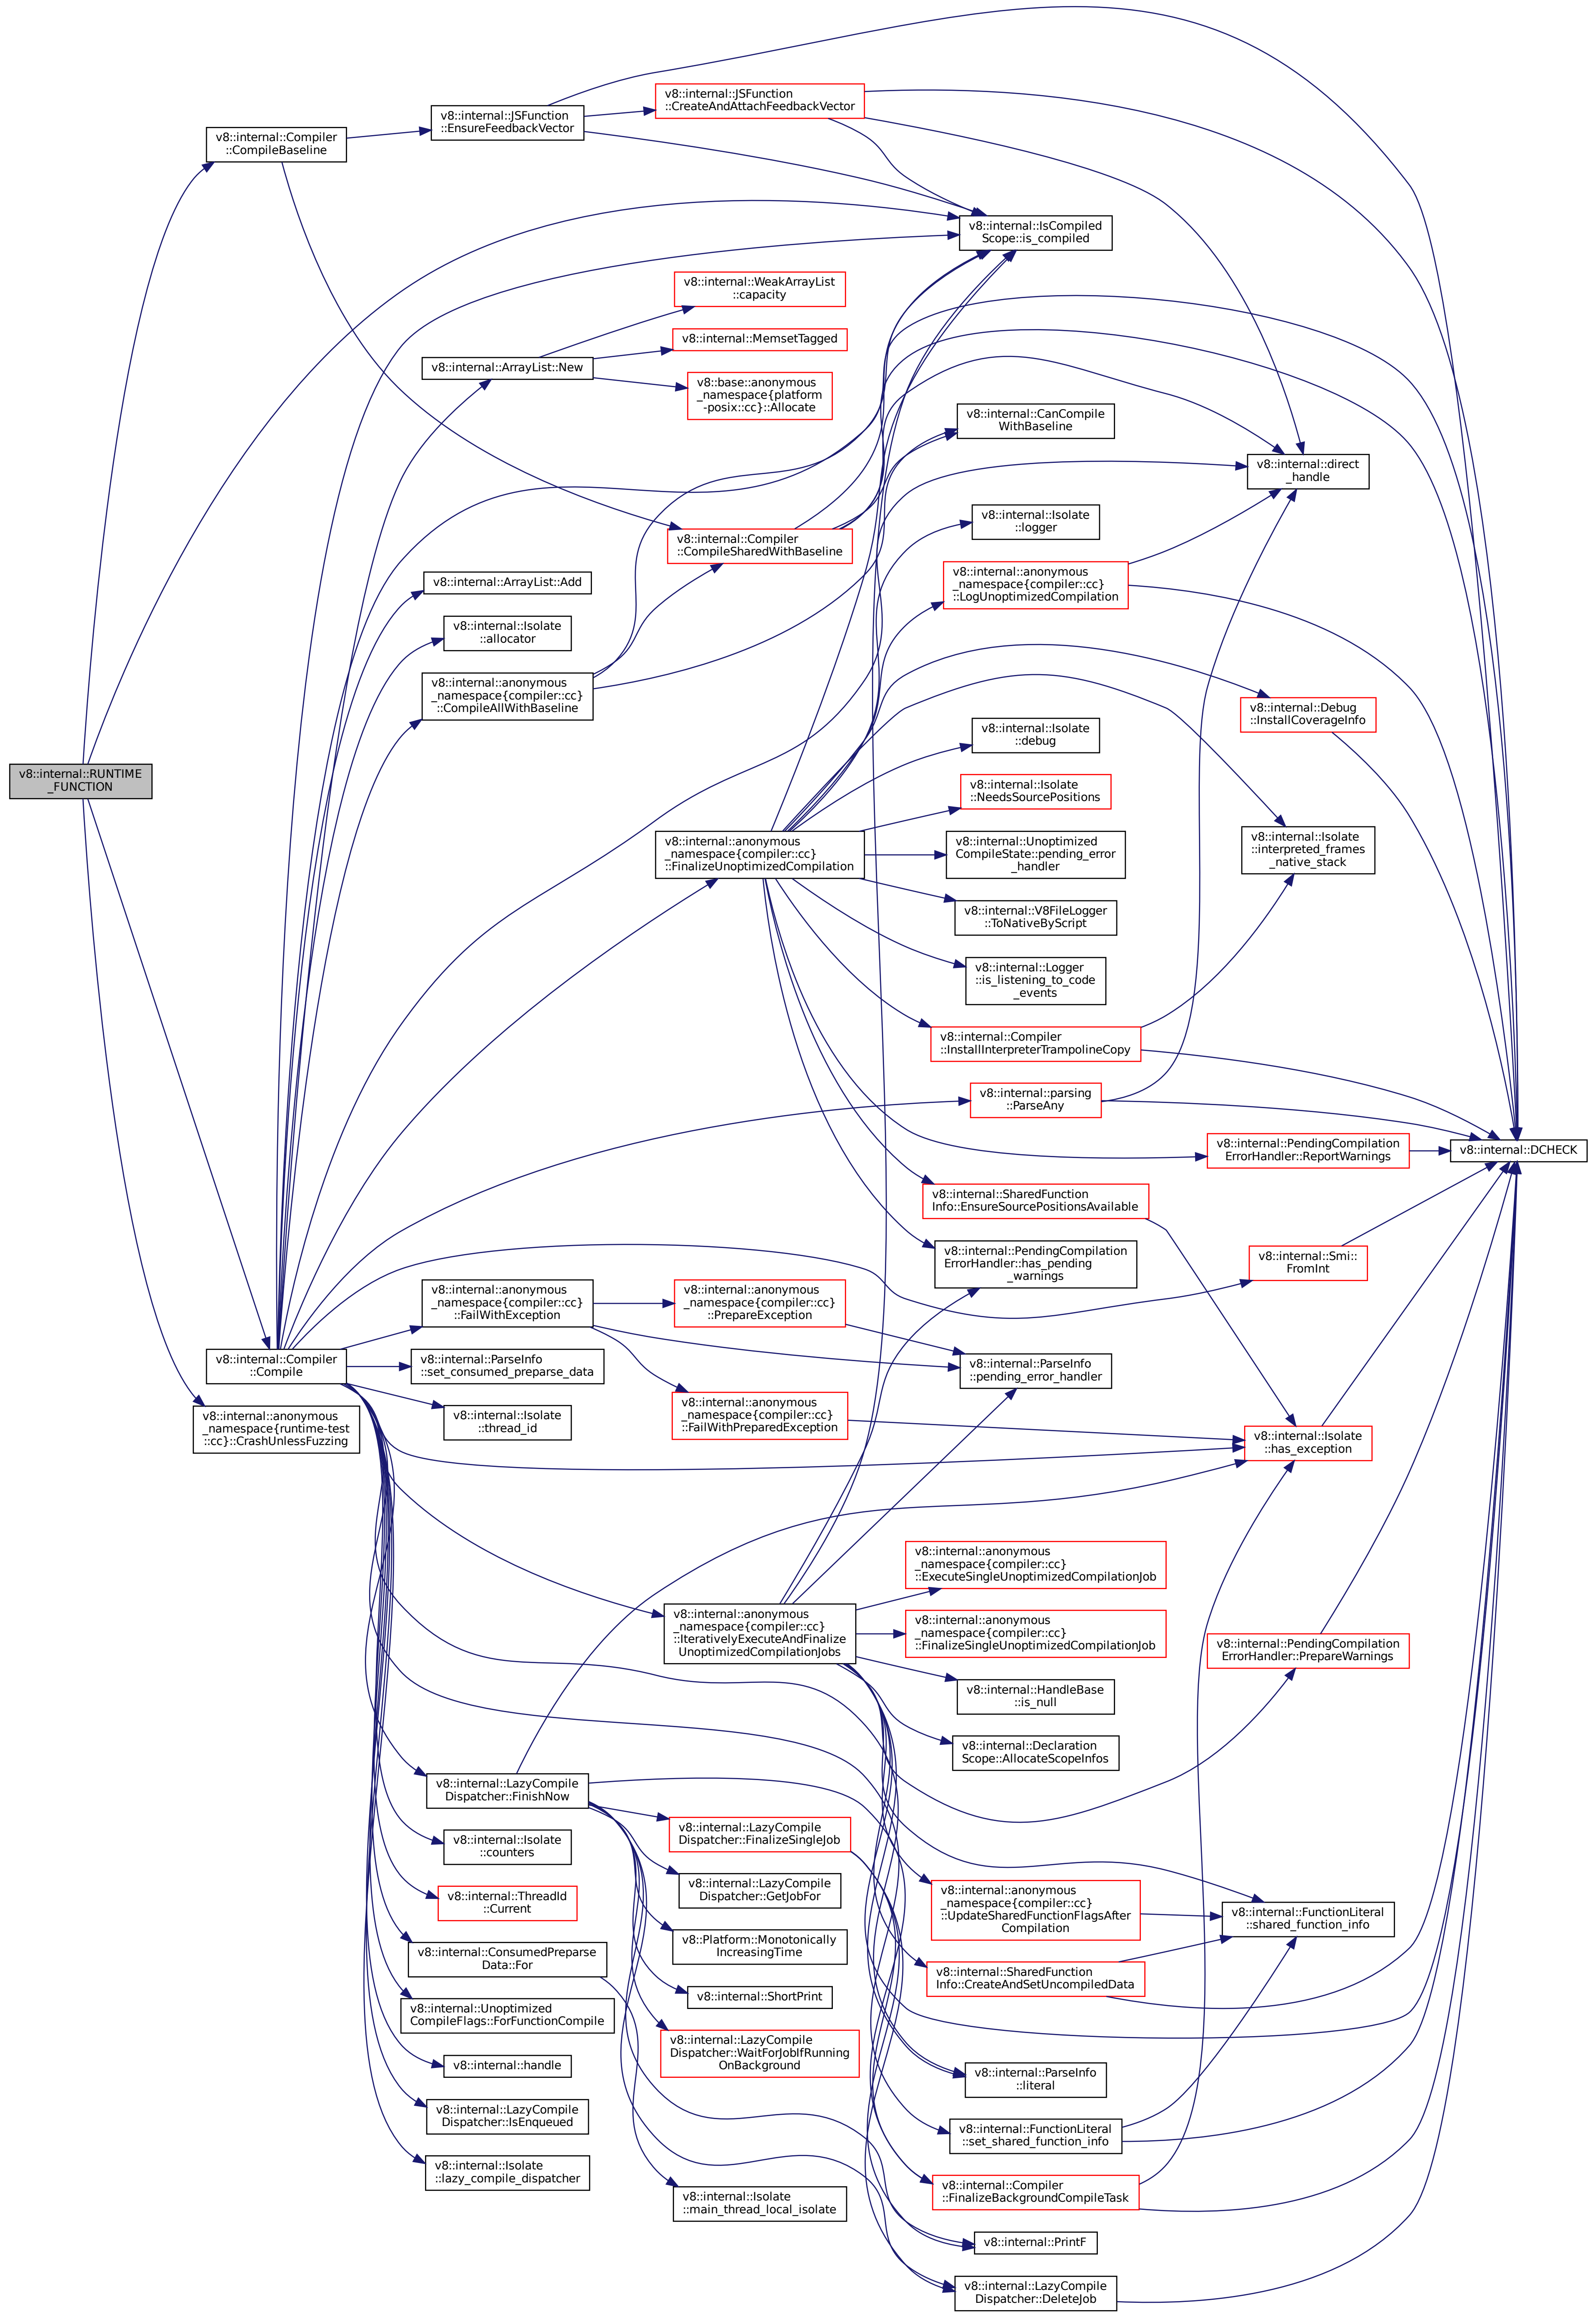 v8::internal::RUNTIME
_FUNCTION
v8::internal::Compiler
::CompileBaseline
v8::internal::Compiler
::Compile
v8::internal::anonymous
_namespace{runtime-test
::cc}::CrashUnlessFuzzing
v8::internal::JSFunction
::EnsureFeedbackVector
v8::internal::ArrayList::New
v8::internal::ArrayList::Add
v8::internal::Isolate
::allocator
v8::internal::anonymous
_namespace{compiler::cc}
::CompileAllWithBaseline
v8::internal::anonymous
_namespace{compiler::cc}
::FailWithException
v8::internal::ParseInfo
::set_consumed_preparse_data
v8::internal::Isolate
::thread_id
v8::internal::LazyCompile
Dispatcher::FinishNow
v8::internal::Isolate
::counters
v8::internal::ThreadId
::Current
v8::internal::ConsumedPreparse
Data::For
v8::internal::Unoptimized
CompileFlags::ForFunctionCompile
v8::internal::handle
v8::internal::LazyCompile
Dispatcher::IsEnqueued
v8::internal::Isolate
::lazy_compile_dispatcher
v8::internal::JSFunction
::CreateAndAttachFeedbackVector
v8::internal::WeakArrayList
::capacity
v8::internal::MemsetTagged
v8::base::anonymous
_namespace{platform
-posix::cc}::Allocate
v8::internal::Compiler
::CompileSharedWithBaseline
v8::internal::anonymous
_namespace{compiler::cc}
::FinalizeUnoptimizedCompilation
v8::internal::anonymous
_namespace{compiler::cc}
::PrepareException
v8::internal::anonymous
_namespace{compiler::cc}
::FailWithPreparedException
v8::internal::anonymous
_namespace{compiler::cc}
::IterativelyExecuteAndFinalize
UnoptimizedCompilationJobs
v8::internal::LazyCompile
Dispatcher::FinalizeSingleJob
v8::internal::LazyCompile
Dispatcher::GetJobFor
v8::Platform::Monotonically
IncreasingTime
v8::internal::ShortPrint
v8::internal::LazyCompile
Dispatcher::WaitForJobIfRunning
OnBackground
v8::internal::Isolate
::main_thread_local_isolate
v8::internal::IsCompiled
Scope::is_compiled
v8::internal::CanCompile
WithBaseline
v8::internal::Isolate
::logger
v8::internal::anonymous
_namespace{compiler::cc}
::LogUnoptimizedCompilation
v8::internal::Isolate
::debug
v8::internal::Isolate
::NeedsSourcePositions
v8::internal::Unoptimized
CompileState::pending_error
_handler
v8::internal::V8FileLogger
::ToNativeByScript
v8::internal::Logger
::is_listening_to_code
_events
v8::internal::Compiler
::InstallInterpreterTrampolineCopy
v8::internal::parsing
::ParseAny
v8::internal::SharedFunction
Info::EnsureSourcePositionsAvailable
v8::internal::PendingCompilation
ErrorHandler::has_pending
_warnings
v8::internal::ParseInfo
::pending_error_handler
v8::internal::anonymous
_namespace{compiler::cc}
::ExecuteSingleUnoptimizedCompilationJob
v8::internal::anonymous
_namespace{compiler::cc}
::FinalizeSingleUnoptimizedCompilationJob
v8::internal::HandleBase
::is_null
v8::internal::Declaration
Scope::AllocateScopeInfos
v8::internal::anonymous
_namespace{compiler::cc}
::UpdateSharedFunctionFlagsAfter
Compilation
v8::internal::SharedFunction
Info::CreateAndSetUncompiledData
v8::internal::ParseInfo
::literal
v8::internal::FunctionLiteral
::set_shared_function_info
v8::internal::Compiler
::FinalizeBackgroundCompileTask
v8::internal::PrintF
v8::internal::LazyCompile
Dispatcher::DeleteJob
v8::internal::direct
_handle
v8::internal::Debug
::InstallCoverageInfo
v8::internal::Isolate
::interpreted_frames
_native_stack
v8::internal::PendingCompilation
ErrorHandler::ReportWarnings
v8::internal::Smi::
FromInt
v8::internal::Isolate
::has_exception
v8::internal::PendingCompilation
ErrorHandler::PrepareWarnings
v8::internal::FunctionLiteral
::shared_function_info
v8::internal::DCHECK